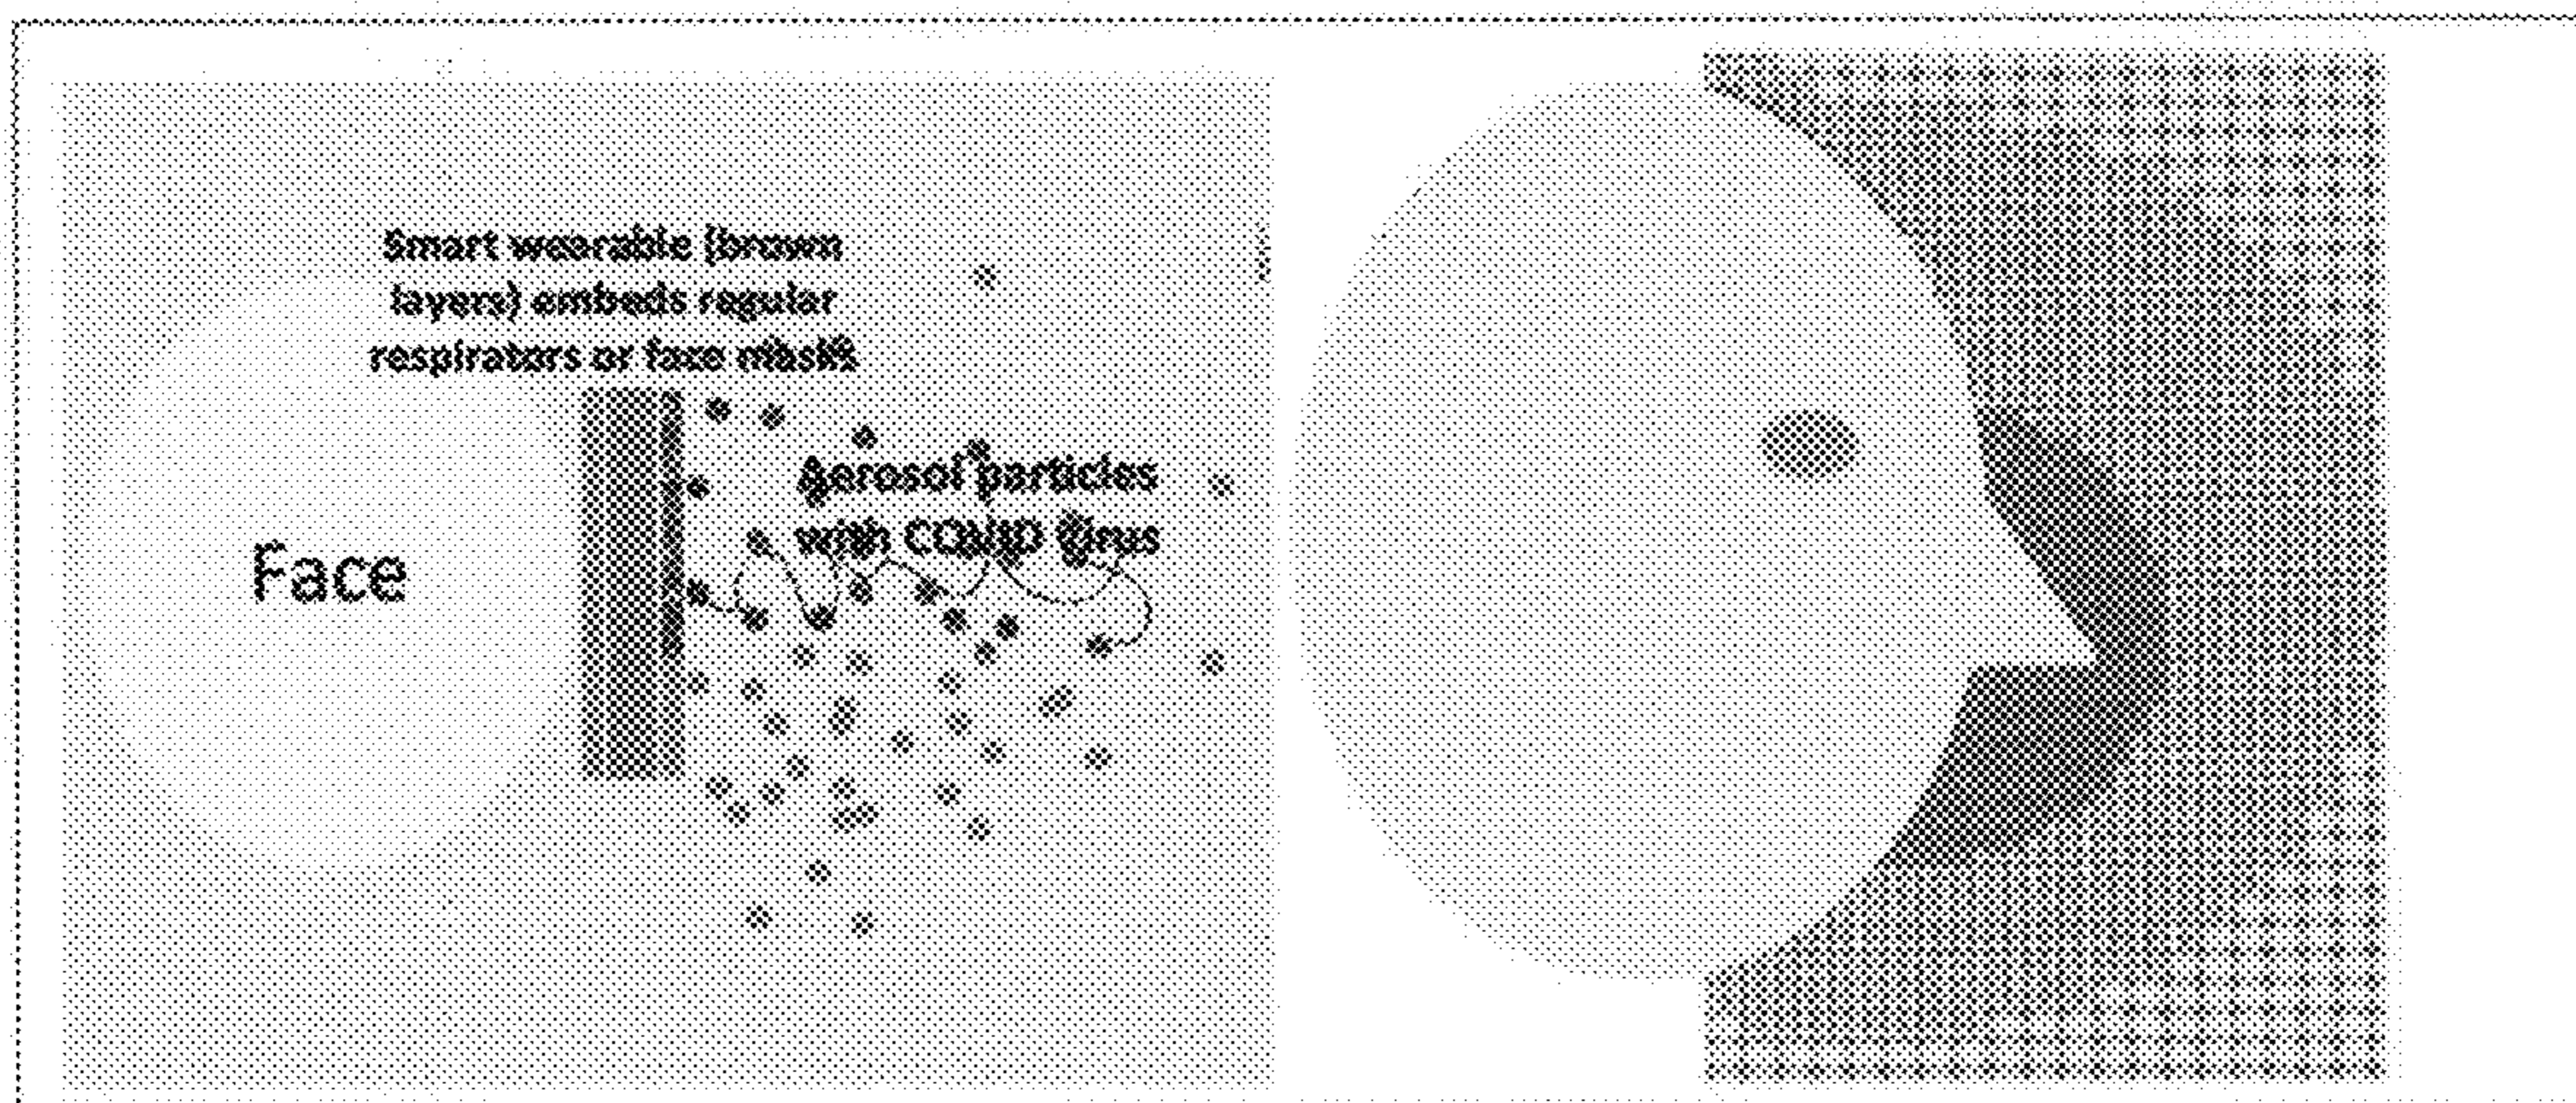 Smart wearable (brown
layers) embeds regular
respirators or face masks
Aerosol particles
with COVID virus
Face